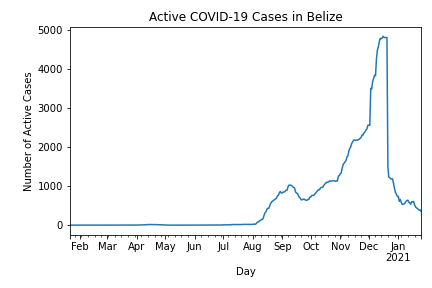 Active COVID-19 Cases in Belize
Number of Active Cases
5000
4000
3000
2000
1000
0
Feb Mar Apr May Jun Jul Aug Sep Oct Nov Dec Jan
2021
Day